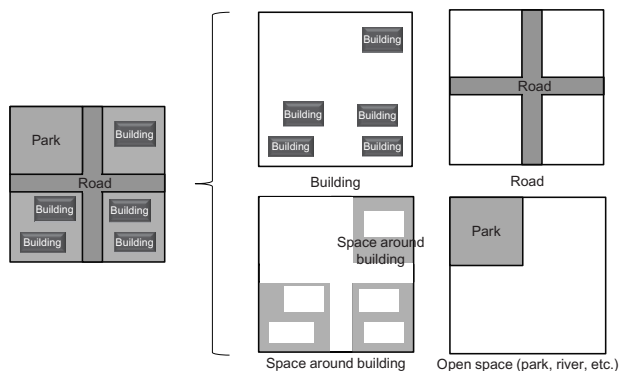 Park
Building
Road
Building
Building
Building
Building
Building
Building
Building
Building
Building
Building
Road
Road
Space around
building
Space around building
Park
Open space (park, river, etc.)